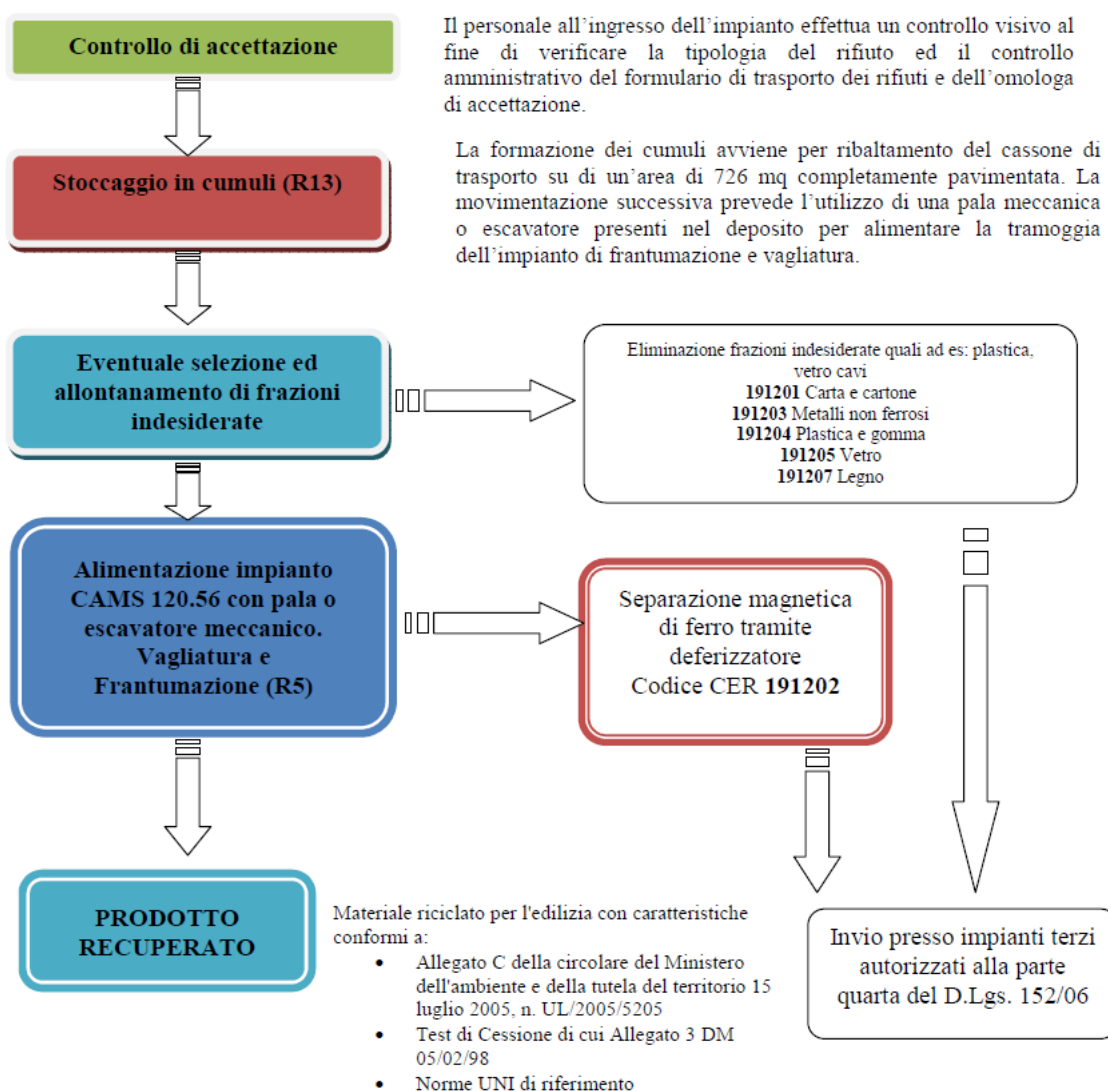 Controllo di accettazione
Il personale all'ingresso dell'impianto effettua un controllo visivo al
fine di verificare la tipologia del rifiuto ed il controllo
amministrativo del formulario di trasporto dei rifiuti e dell'omologa
di accettazione.
Stoccaggio in cumuli (R13)
La formazione dei cumuli avviene per ribaltamento del cassone di
trasporto su di un'area di 726 mq completamente pavimentata. La
movimentazione successiva prevede l'utilizzo di una pala meccanica
o escavatore presenti nel deposito per alimentare la tramoggia
dell'impianto di frantumazione e vagliatura.
Eventuale selezione ed
allontanamento di frazioni
indesiderate
Eliminazione frazioni indesiderate quali ad es: plastica,
vetro cavi
191201 Carta e cartone
191203 Metalli non ferrosi
191204 Plastica e gomma
191205 Vetro
191207 Legno
Alimentazione impianto
CAMS 120.56 con pala o
escavatore meccanico.
Vagliatura e
Frantumazione (R5)
Separazione magnetica
di ferro tramite
deferizzatore
Codice CER 191202
PRODOTTO
RECUPERATO
Materiale riciclato per l'edilizia con caratteristiche
conformi a:
• Allegato C della circolare del Ministero
dell'ambiente e della tutela del territorio 15
luglio 2005, n. UL/2005/5205
• Test di Cessione di cui Allegato 3 DM
05/02/98
• Norme UNI di riferimento
Invio presso impianti terzi
autorizzati alla parte
quarta del D.Lgs. 152/06